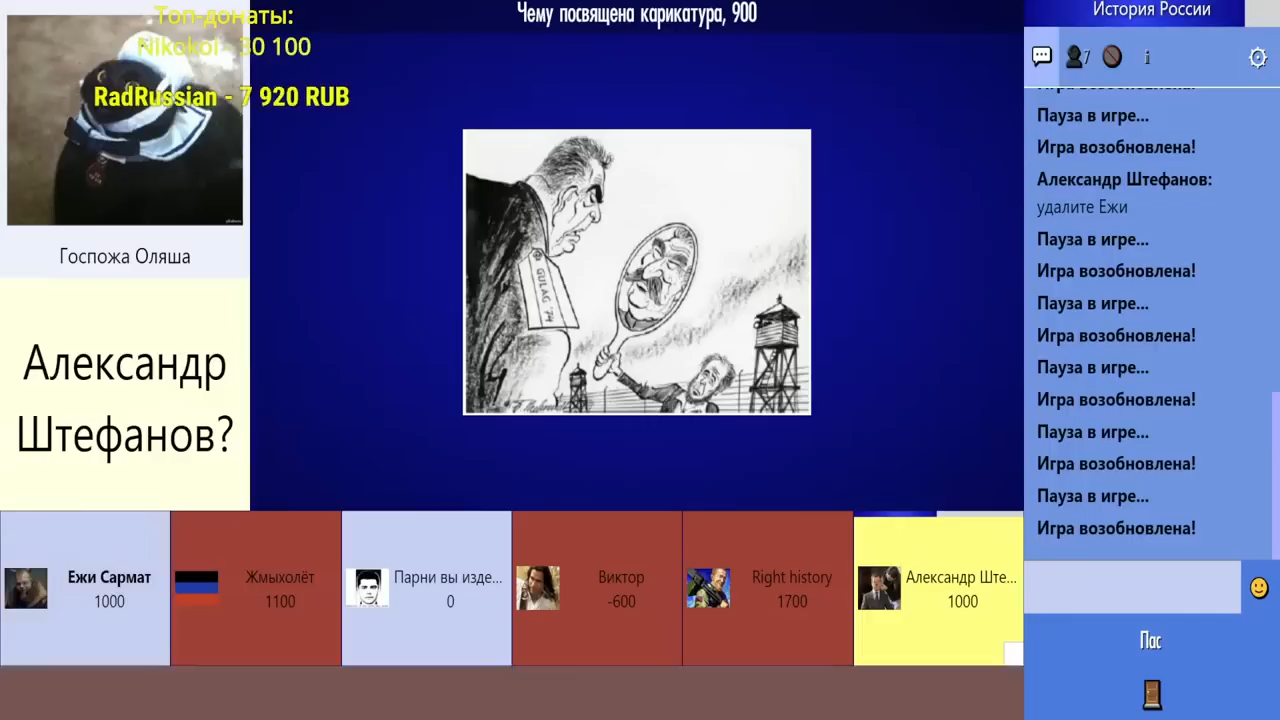 Топ-донаты:
Nikokoi - 30 100
RadRussian - 7 920 RUB
Госпожа Оляша
Александр
Штефанов?
Чему посвящена карикатура, 900
GULAG '74
История России
7
i
Игра возобновлена!
Пауза в игре...
Игра возобновлена!
Александр Штефанов:
удалите Ежи
Пауза в игре...
Игра возобновлена!
Пауза в игре...
Игра возобновлена!
Пауза в игре...
Игра возобновлена!
Пауза в игре...
Игра возобновлена!
Пауза в игре...
Игра возобновлена!
Пас
Ежи Сармат
1000
Жмыхолёт
1100
Парни вы изде...
0
Виктор
-600
Right history
1700
Александр Ште...
1000